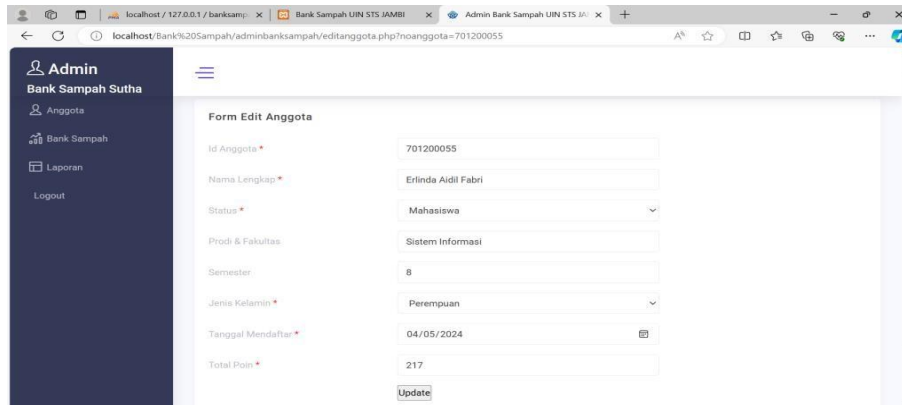 localhost / 127.0.0.1 / banksamp
Bank Sampah UIN STS JAMBI
Admin Bank Sampah UIN STS JA
localhost/Bank%20Sampah/adminbanksampah/editanggota.php?noanggota=701200055
Admin
Bank Sampah Sutha
Anggota
Bank Sampah
Laporan
Logout
Form Edit Anggota
Id Anggota * 701200055
Nama Lengkap * Erlinda Aidil Fabri
Status * Mahasiswa
Prodi & Fakultas Sistem Informasi
Semester 8
Jenis Kelamin * Perempuan
Tanggal Mendaftar * 04/05/2024
Total Poin * 217
Update